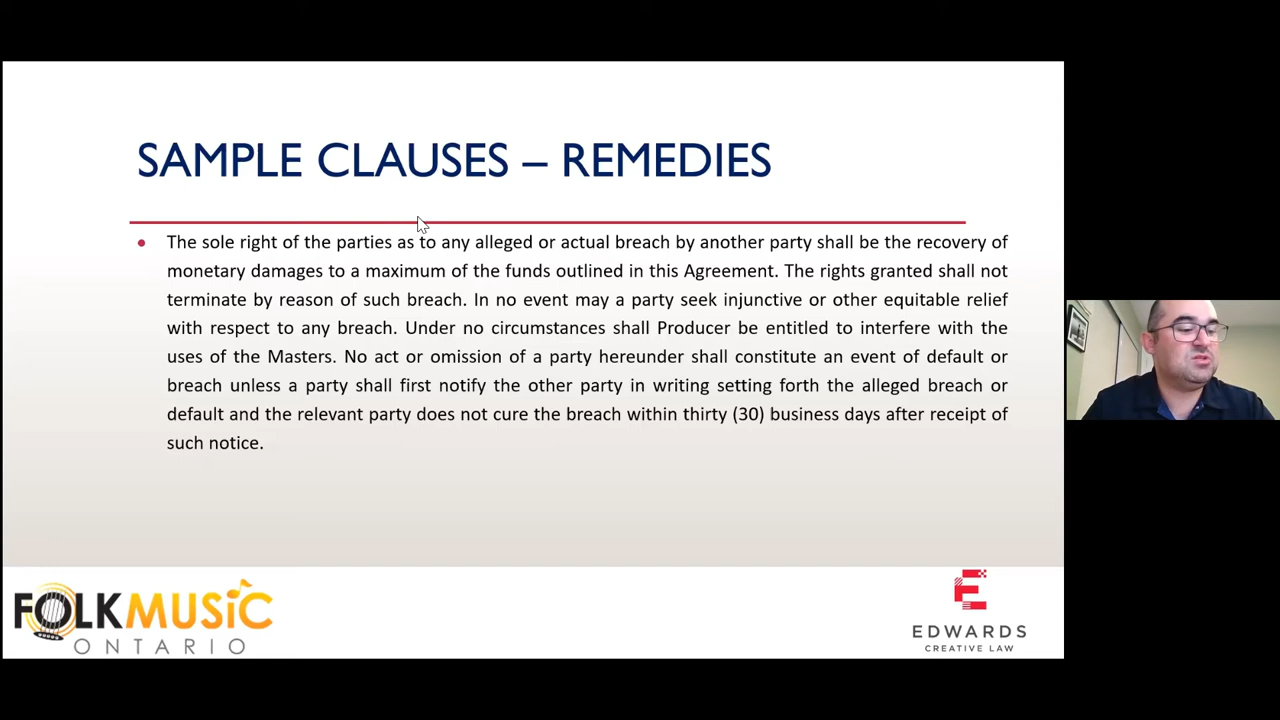 SAMPLE CLAUSES – REMEDIES
• The sole right of the parties as to any alleged or actual breach by another party shall be the recovery of
monetary damages to a maximum of the funds outlined in this Agreement. The rights granted shall not
terminate by reason of such breach. In no event may a party seek injunctive or other equitable relief
with respect to any breach. Under no circumstances shall Producer be entitled to interfere with the
uses of the Masters. No act or omission of a party hereunder shall constitute an event of default or
breach unless a party shall first notify the other party in writing setting forth the alleged breach or
default and the relevant party does not cure the breach within thirty (30) business days after receipt of
such notice.
FOLKMUSIC
ONTARIO
E
EDWARDS
CREATIVE LAW